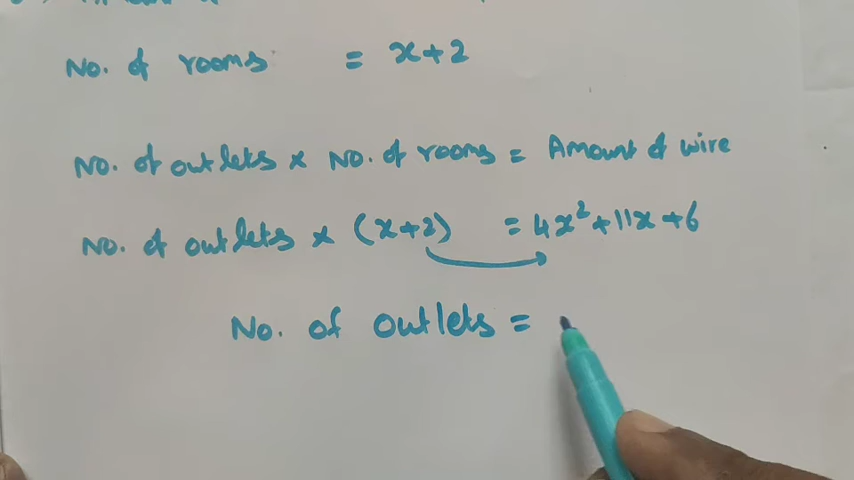 No. of rooms = x+2
No. of outlets × No. of rooms = Amount of wire
No. of outlets × (x+2) = 4x²+11x+6
No. of outlets =